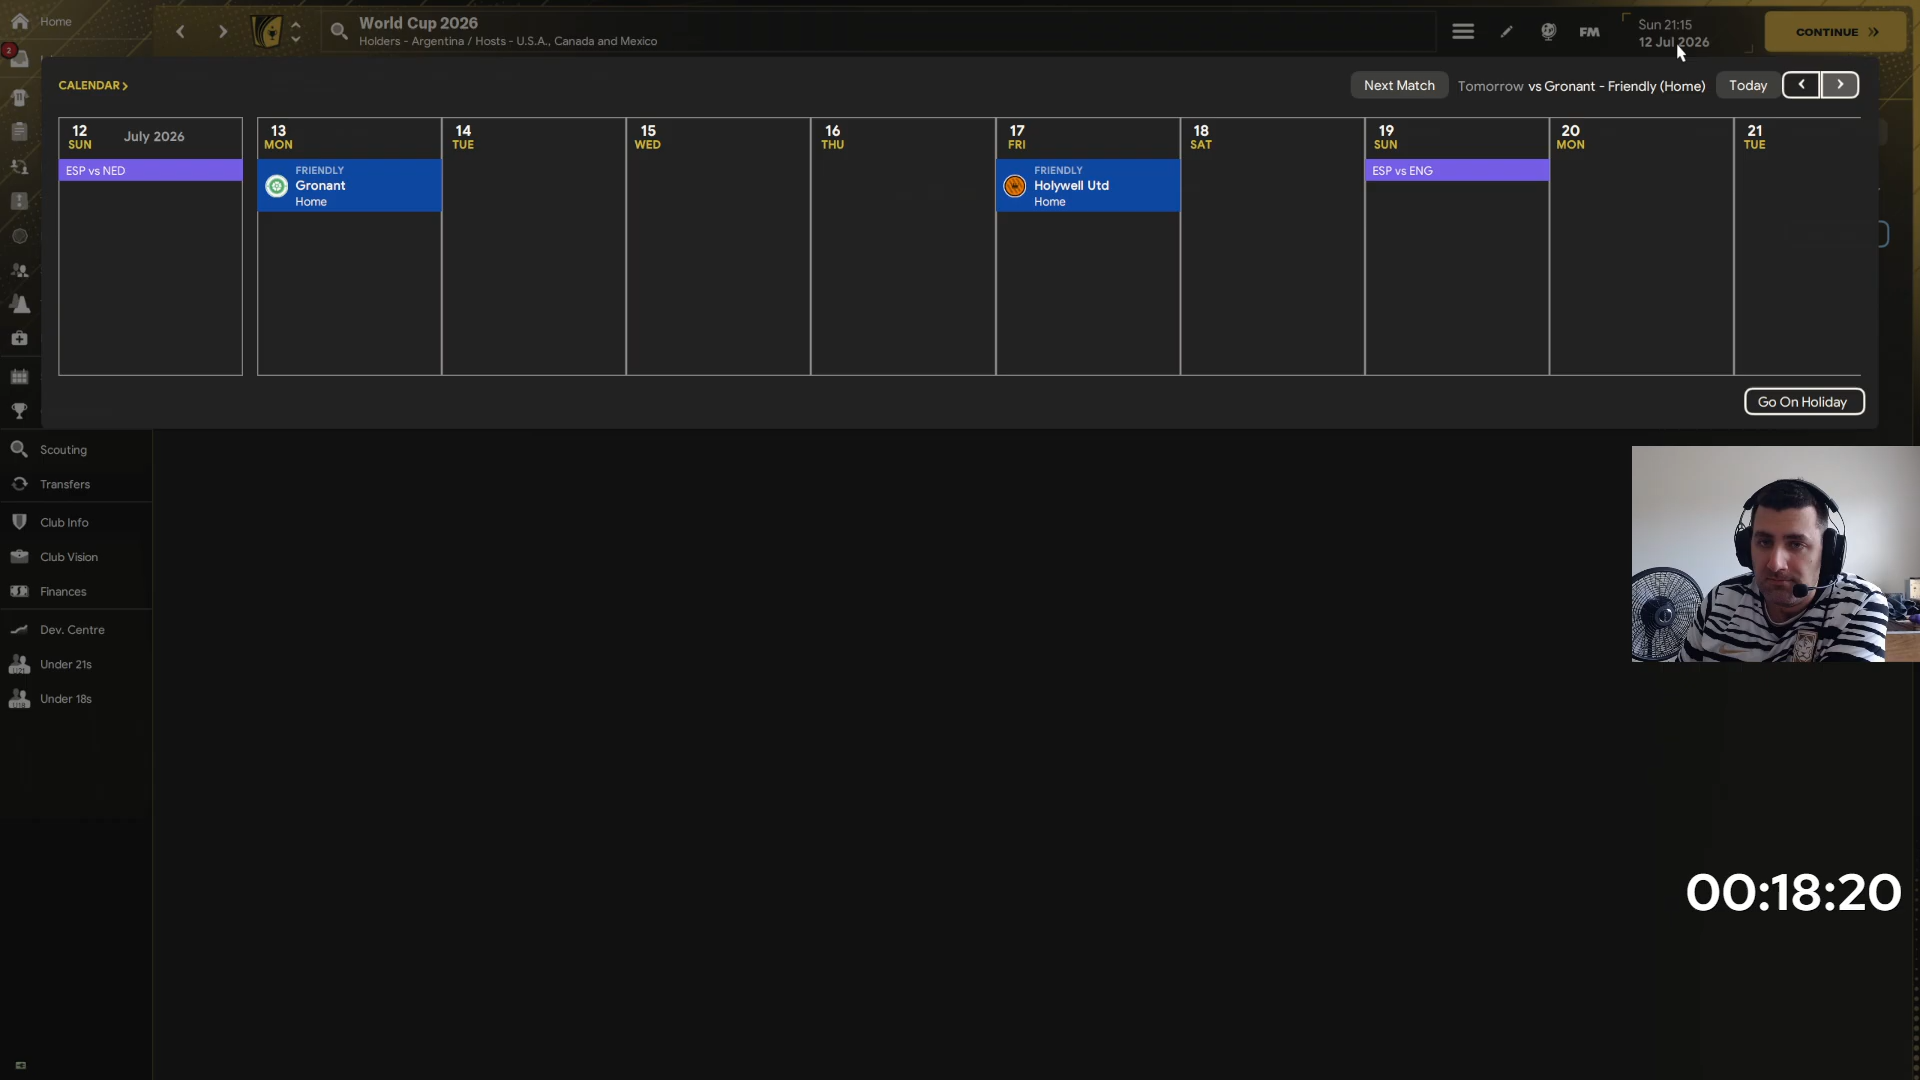 Home
World Cup 2026
Holders - Argentina / Hosts - U.S.A., Canada and Mexico
FM
Sun 21:15
12 Jul 2026
CONTINUE
2
CALENDAR
Next Match
Tomorrow vs Gronant - Friendly (Home)
Today
12 SUN July 2026
13 MON
14 TUE
15 WED
16 THU
17 FRI
18 SAT
19 SUN
20 MON
21 TUE
ESP vs NED
FRIENDLY
Gronant
Home
FRIENDLY
Holywell Utd
Home
ESP vs ENG
Go On Holiday
Scouting
Transfers
Club Info
Club Vision
Finances
Dev. Centre
Under 21s
Under 18s
00:18:20